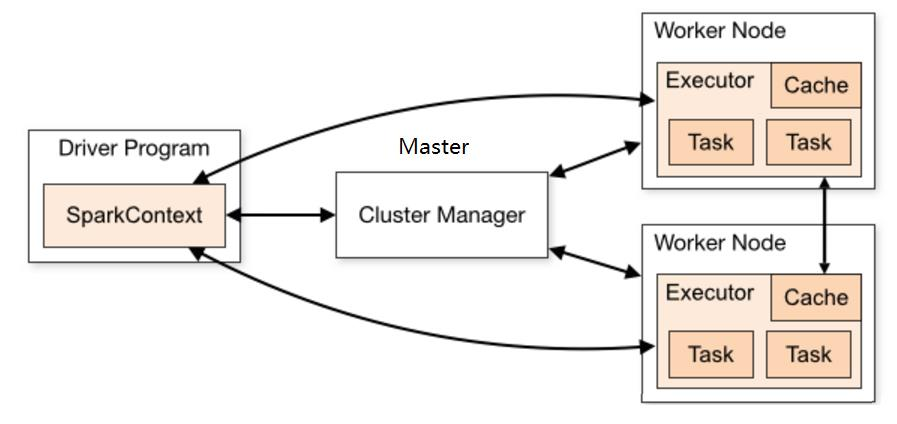 Driver Program
SparkContext
Master
Cluster Manager
Worker Node
Executor
Cache
Task
Task
Worker Node
Executor
Cache
Task
Task